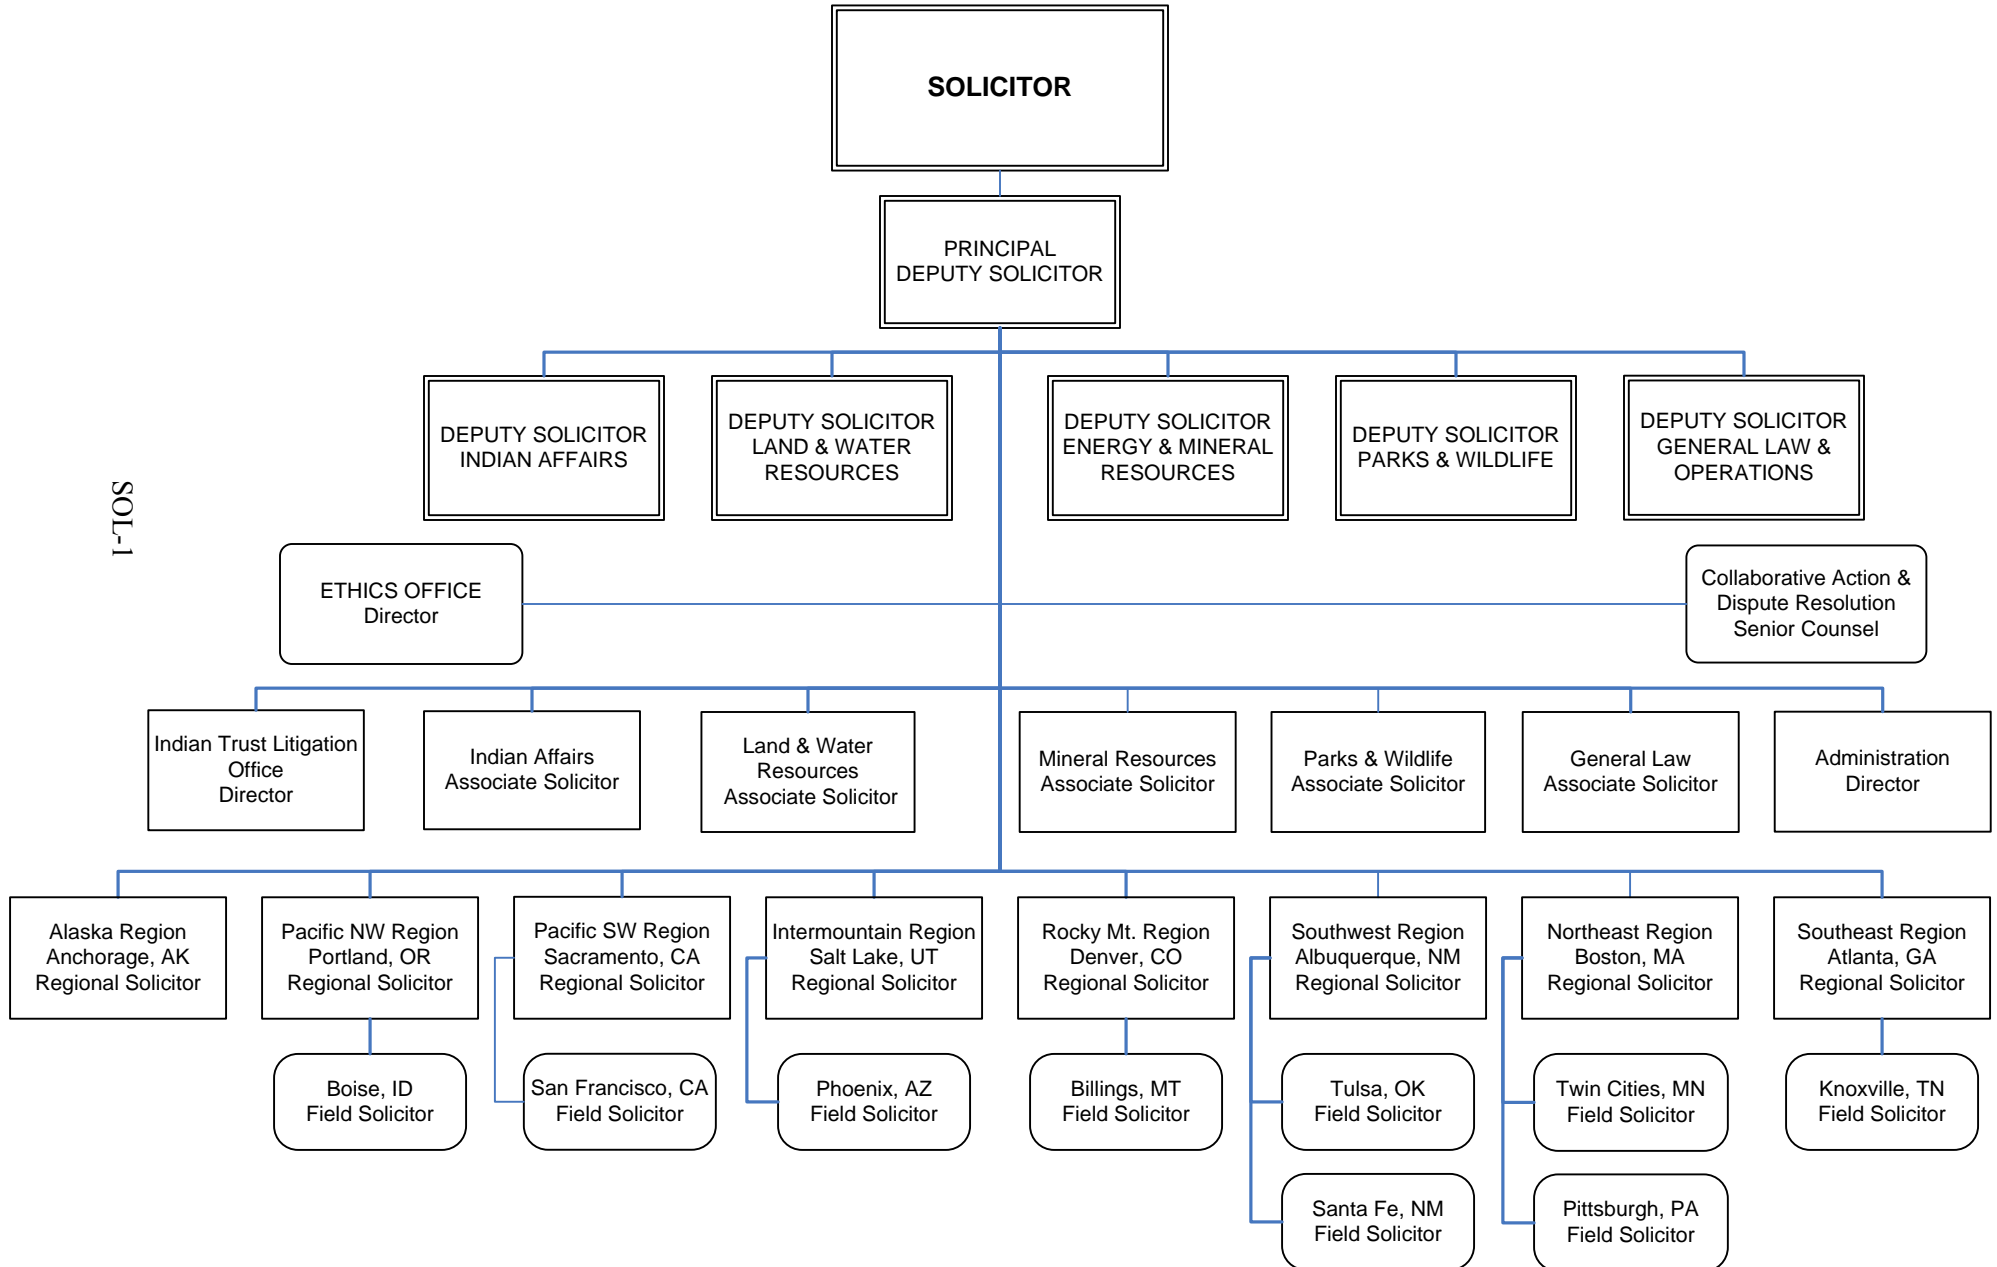 SOLICITOR
PRINCIPAL
DEPUTY SOLICITOR
DEPUTY SOLICITOR
INDIAN AFFAIRS
DEPUTY SOLICITOR
LAND & WATER
RESOURCES
DEPUTY SOLICITOR
ENERGY & MINERAL
RESOURCES
DEPUTY SOLICITOR
PARKS & WILDLIFE
DEPUTY SOLICITOR
GENERAL LAW &
OPERATIONS
SOL-1
ETHICS OFFICE
Director
Collaborative Action &
Dispute Resolution
Senior Counsel
Indian Trust Litigation
Office
Director
Indian Affairs
Associate Solicitor
Land & Water
Resources
Associate Solicitor
Mineral Resources
Associate Solicitor
Parks & Wildlife
Associate Solicitor
General Law
Associate Solicitor
Administration
Director
Alaska Region
Anchorage, AK
Regional Solicitor
Pacific NW Region
Portland, OR
Regional Solicitor
Pacific SW Region
Sacramento, CA
Regional Solicitor
Intermountain Region
Salt Lake, UT
Regional Solicitor
Rocky Mt. Region
Denver, CO
Regional Solicitor
Southwest Region
Albuquerque, NM
Regional Solicitor
Northeast Region
Boston, MA
Regional Solicitor
Southeast Region
Atlanta, GA
Regional Solicitor
Boise, ID
Field Solicitor
San Francisco, CA
Field Solicitor
Phoenix, AZ
Field Solicitor
Billings, MT
Field Solicitor
Tulsa, OK
Field Solicitor
Twin Cities, MN
Field Solicitor
Knoxville, TN
Field Solicitor
Santa Fe, NM
Field Solicitor
Pittsburgh, PA
Field Solicitor